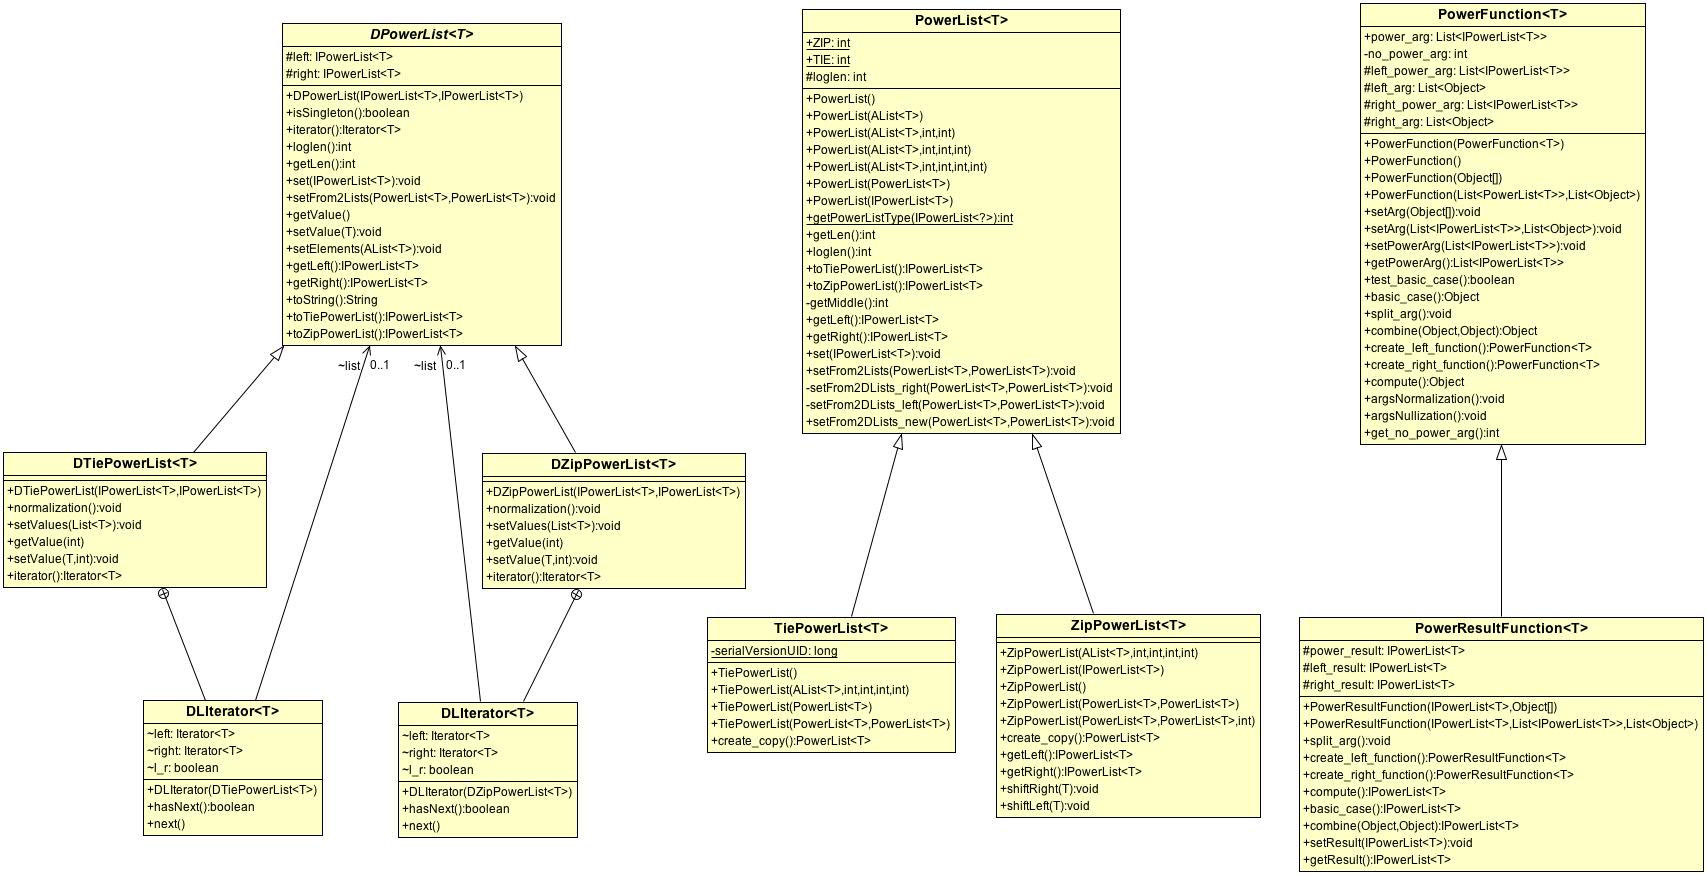 DPowerList<T>
#left: IPowerList<T>
#right: IPowerList<T>
+DPowerList(IPowerList<T>,IPowerList<T>)
+isSingleton():boolean
+iterator():Iterator<T>
+loglen():int
+getLen():int
+set(IPowerList<T>):void
+setFrom2Lists(PowerList<T>,PowerList<T>):void
+getValue()
+setValue(T):void
+setElements(AList<T>):void
+getLeft():IPowerList<T>
+getRight():IPowerList<T>
+toString():String
+toTiePowerList():IPowerList<T>
+toZipPowerList():IPowerList<T>
~list 0..1
~list 0..1
DTiePowerList<T>
+DTiePowerList(IPowerList<T>,IPowerList<T>)
+normalization():void
+setValues(List<T>):void
+getValue(int)
+setValue(T,int):void
+iterator():Iterator<T>
DZipPowerList<T>
+DZipPowerList(IPowerList<T>,IPowerList<T>)
+normalization():void
+setValues(List<T>):void
+getValue(int)
+setValue(T,int):void
+iterator():Iterator<T>
DLIterator<T>
~left: Iterator<T>
~right: Iterator<T>
~l_r: boolean
+DLIterator(DTiePowerList<T>)
+hasNext():boolean
+next()
DLIterator<T>
~left: Iterator<T>
~right: Iterator<T>
~l_r: boolean
+DLIterator(DZipPowerList<T>)
+hasNext():boolean
+next()
PowerList<T>
+ZIP: int
+TIE: int
#loglen: int
+PowerList()
+PowerList(AList<T>)
+PowerList(AList<T>,int,int)
+PowerList(AList<T>,int,int,int)
+PowerList(AList<T>,int,int,int,int)
+PowerList(PowerList<T>)
+PowerList(IPowerList<T>)
+getPowerListType(IPowerList<?>):int
+getLen():int
+loglen():int
+toTiePowerList():IPowerList<T>
+toZipPowerList():IPowerList<T>
-getMiddle():int
+getLeft():IPowerList<T>
+getRight():IPowerList<T>
+set(IPowerList<T>):void
+setFrom2Lists(PowerList<T>,PowerList<T>):void
-setFrom2DLists_right(PowerList<T>,PowerList<T>):void
-setFrom2DLists_left(PowerList<T>,PowerList<T>):void
+setFrom2DLists_new(PowerList<T>,PowerList<T>):void
TiePowerList<T>
-serialVersionUID: long
+TiePowerList()
+TiePowerList(AList<T>,int,int,int,int)
+TiePowerList(PowerList<T>)
+TiePowerList(PowerList<T>,PowerList<T>)
+create_copy():PowerList<T>
ZipPowerList<T>
+ZipPowerList(AList<T>,int,int,int,int)
+ZipPowerList(IPowerList<T>)
+ZipPowerList()
+ZipPowerList(PowerList<T>,PowerList<T>)
+ZipPowerList(PowerList<T>,PowerList<T>,int)
+create_copy():PowerList<T>
+getLeft():IPowerList<T>
+getRight():IPowerList<T>
+shiftRight(T):void
+shiftLeft(T):void
PowerFunction<T>
+power_arg: List<IPowerList<T>>
-no_power_arg: int
#left_power_arg: List<IPowerList<T>>
#left_arg: List<Object>
#right_power_arg: List<IPowerList<T>>
#right_arg: List<Object>
+PowerFunction(PowerFunction<T>)
+PowerFunction()
+PowerFunction(Object[])
+PowerFunction(List<PowerList<T>>,List<Object>)
+setArg(Object[]):void
+setArg(List<IPowerList<T>>,List<Object>):void
+setPowerArg(List<IPowerList<T>>):void
+getPowerArg():List<IPowerList<T>>
+test_basic_case():boolean
+basic_case():Object
+split_arg():void
+combine(Object,Object):Object
+create_left_function():PowerFunction<T>
+create_right_function():PowerFunction<T>
+compute():Object
+argsNormalization():void
+argsNullization():void
+get_no_power_arg():int
PowerResultFunction<T>
#power_result: IPowerList<T>
#left_result: IPowerList<T>
#right_result: IPowerList<T>
+PowerResultFunction(IPowerList<T>,Object[])
+PowerResultFunction(IPowerList<T>,List<IPowerList<T>>,List<Object>)
+split_arg():void
+create_left_function():PowerResultFunction<T>
+create_right_function():PowerResultFunction<T>
+compute():IPowerList<T>
+basic_case():IPowerList<T>
+combine(Object,Object):IPowerList<T>
+setResult(IPowerList<T>):void
+getResult():IPowerList<T>